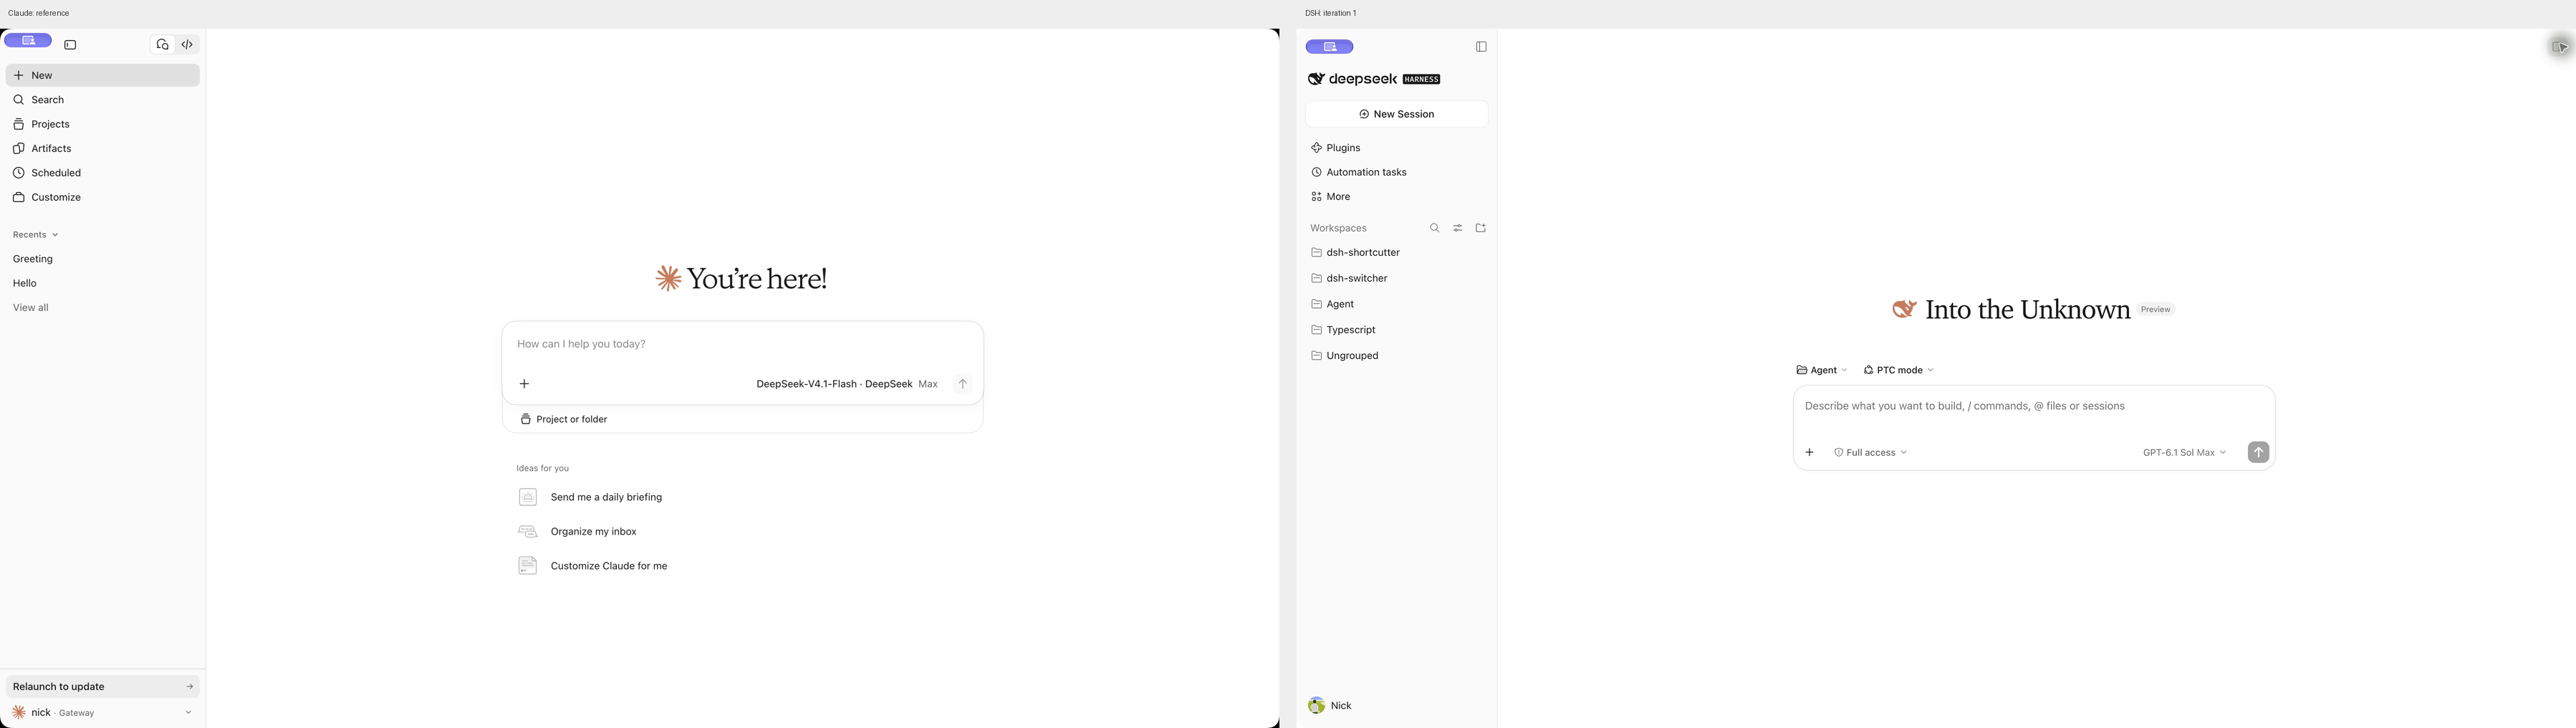 Claude: reference
New
Search
Projects
Artifacts
Scheduled
Customize
Recents
Greeting
Hello
View all
Relaunch to update
nick · Gateway
You’re here!
How can I help you today?
DeepSeek-V4.1-Flash · DeepSeek Max
Project or folder
Ideas for you
Send me a daily briefing
Organize my inbox
Customize Claude for me
DSH: iteration 1
deepseek HARNESS
New Session
Plugins
Automation tasks
More
Workspaces
dsh-shortcutter
dsh-switcher
Agent
Typescript
Ungrouped
Nick
Into the Unknown Preview
Agent PTC mode
Describe what you want to build, / commands, @ files or sessions
Full access GPT-6.1 Sol Max